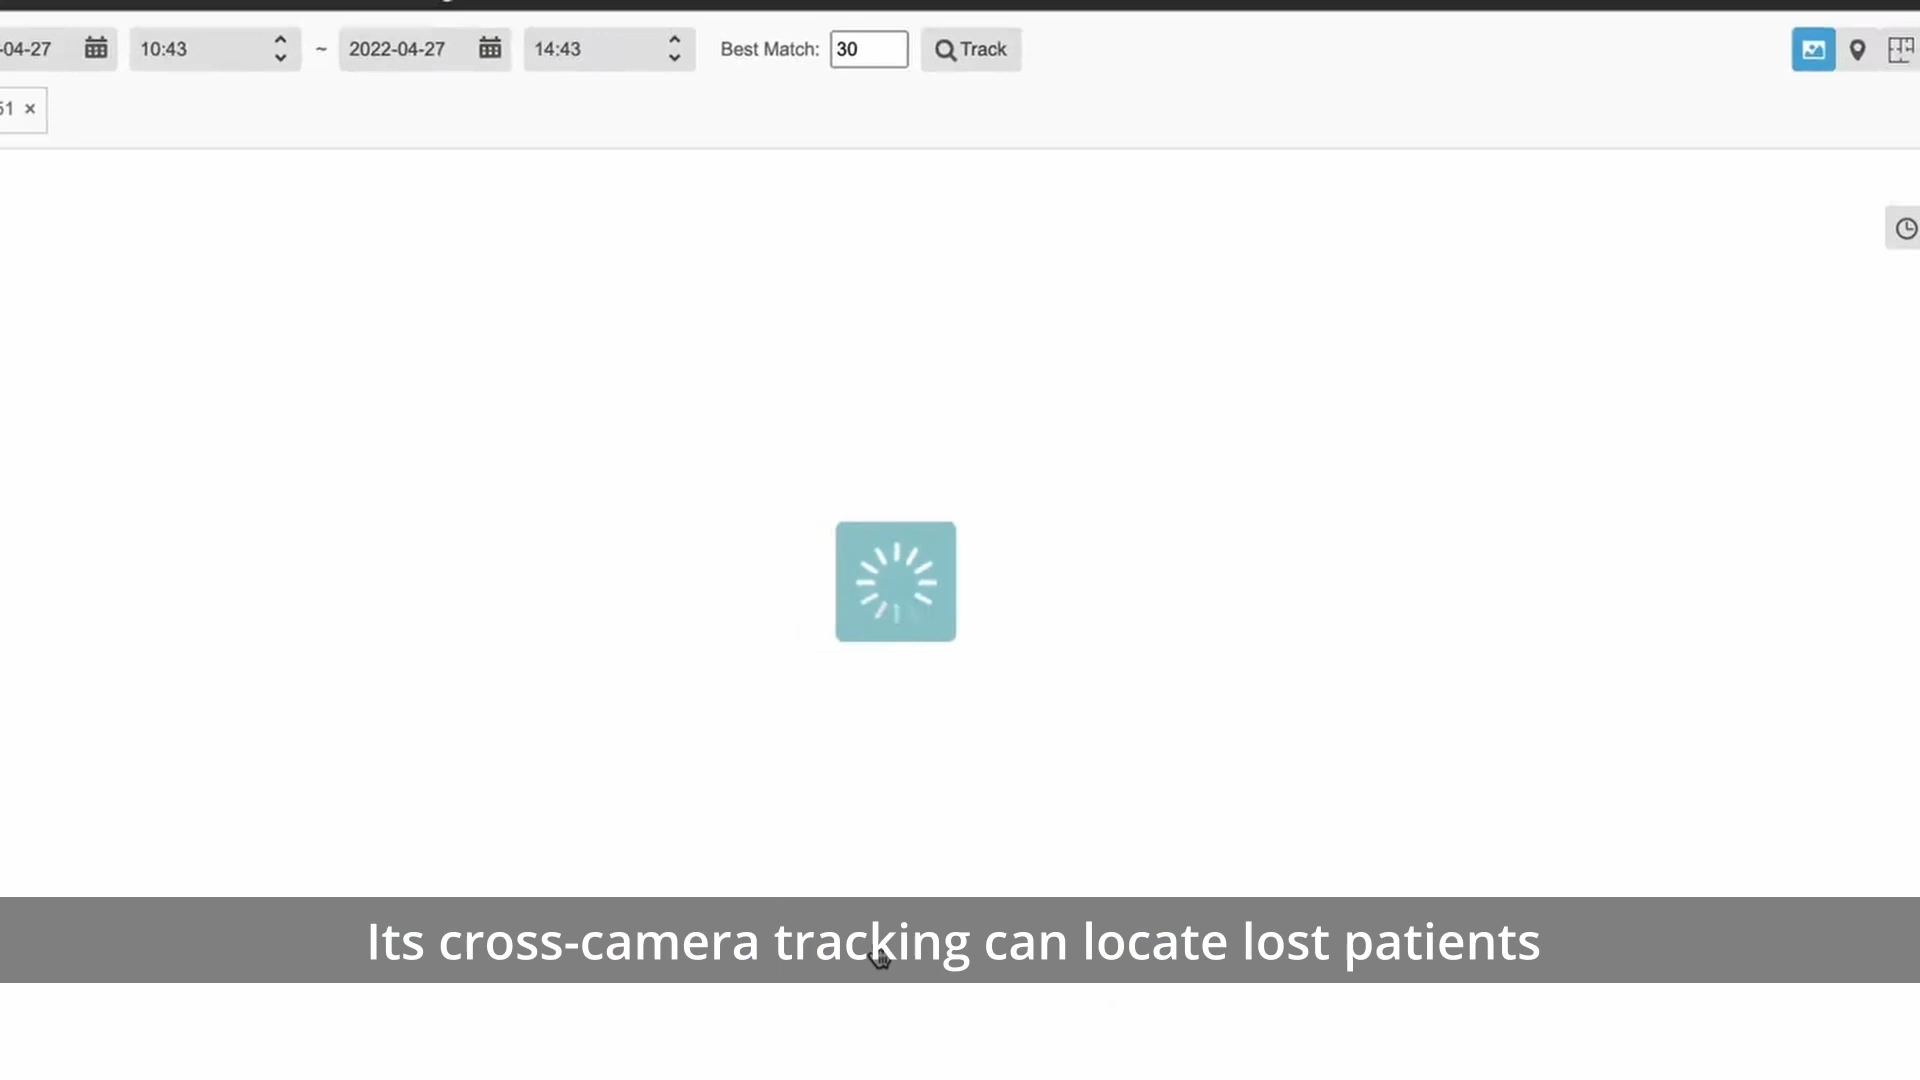 -04-27 10:43 ~ 2022-04-27 14:43 Best Match: 30 Track
51 ×
Its cross-camera tracking can locate lost patients